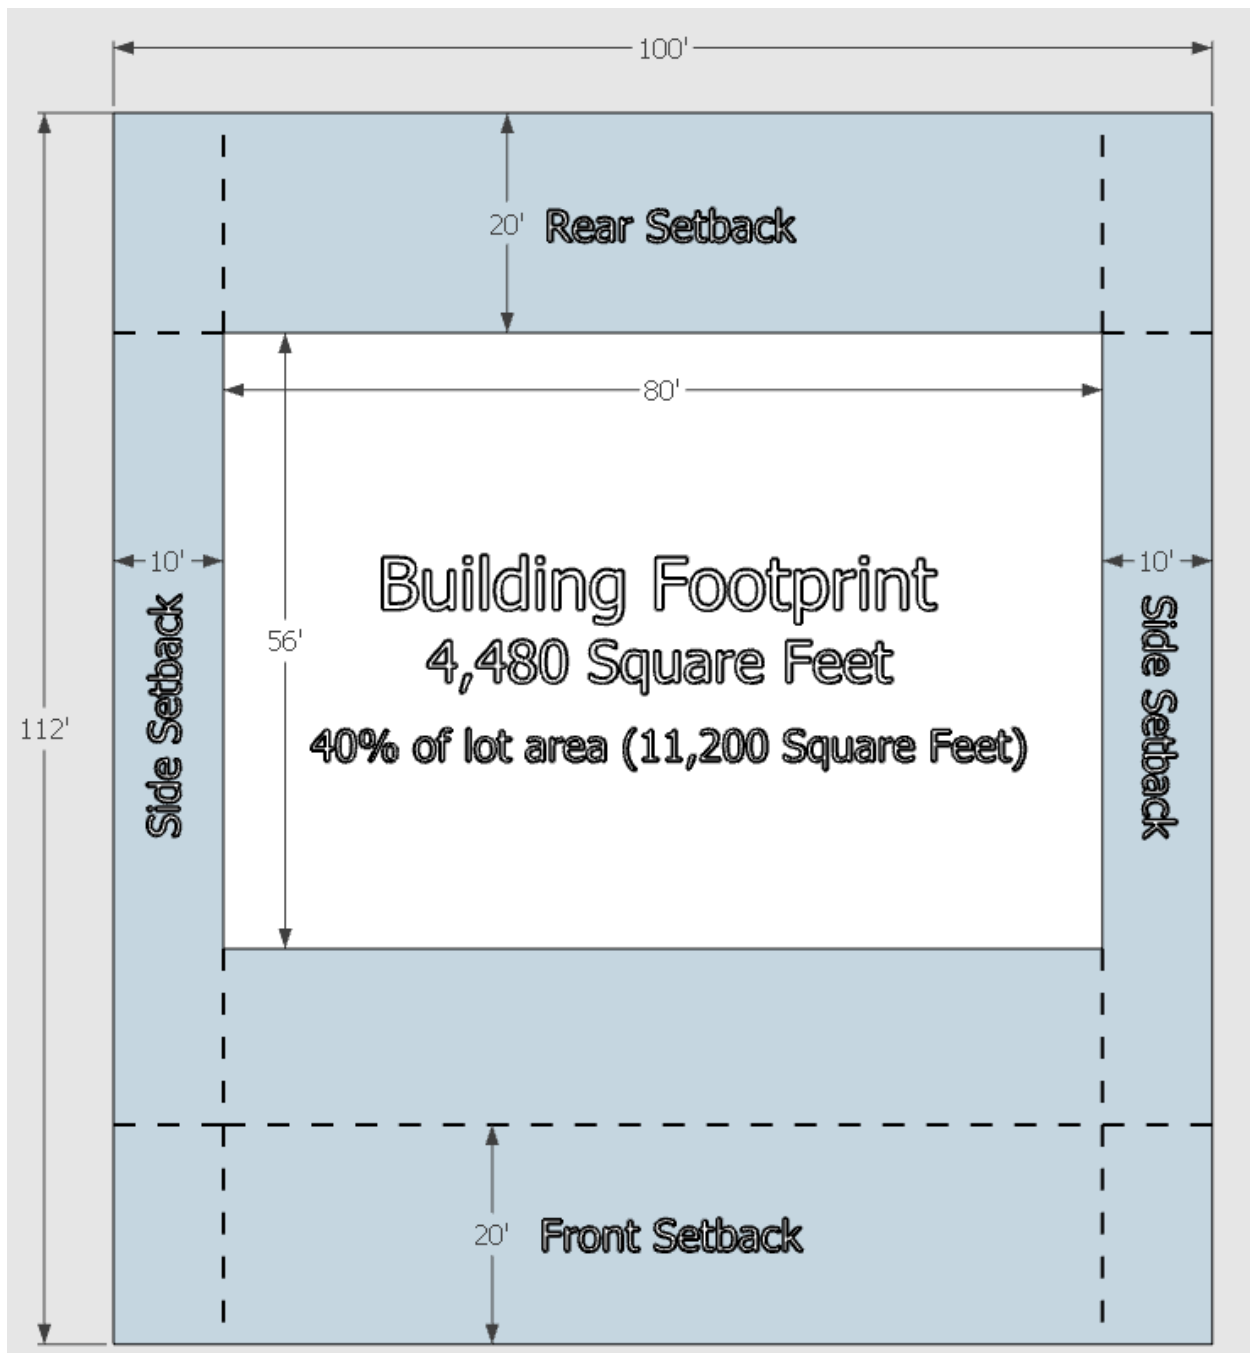 100'
20'
Rear Setback
80'
10'
10'
Building Footprint
56'
4,480 Square Feet
Side Setback
Side Setback
112'
40% of lot area (11,200 Square Feet)
20'
Front Setback